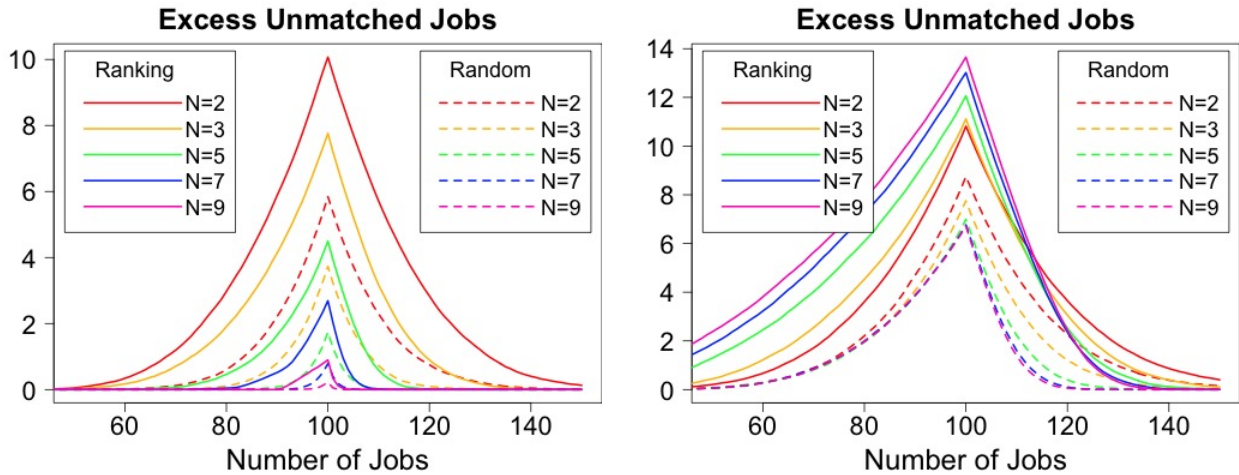 Excess Unmatched Jobs
Ranking
N=2
N=3
N=5
N=7
N=9
Random
N=2
N=3
N=5
N=7
N=9
10
8
6
4
2
0
60 80 100 120 140
Number of Jobs
Excess Unmatched Jobs
Ranking
N=2
N=3
N=5
N=7
N=9
Random
N=2
N=3
N=5
N=7
N=9
14
12
10
8
6
4
2
0
60 80 100 120 140
Number of Jobs